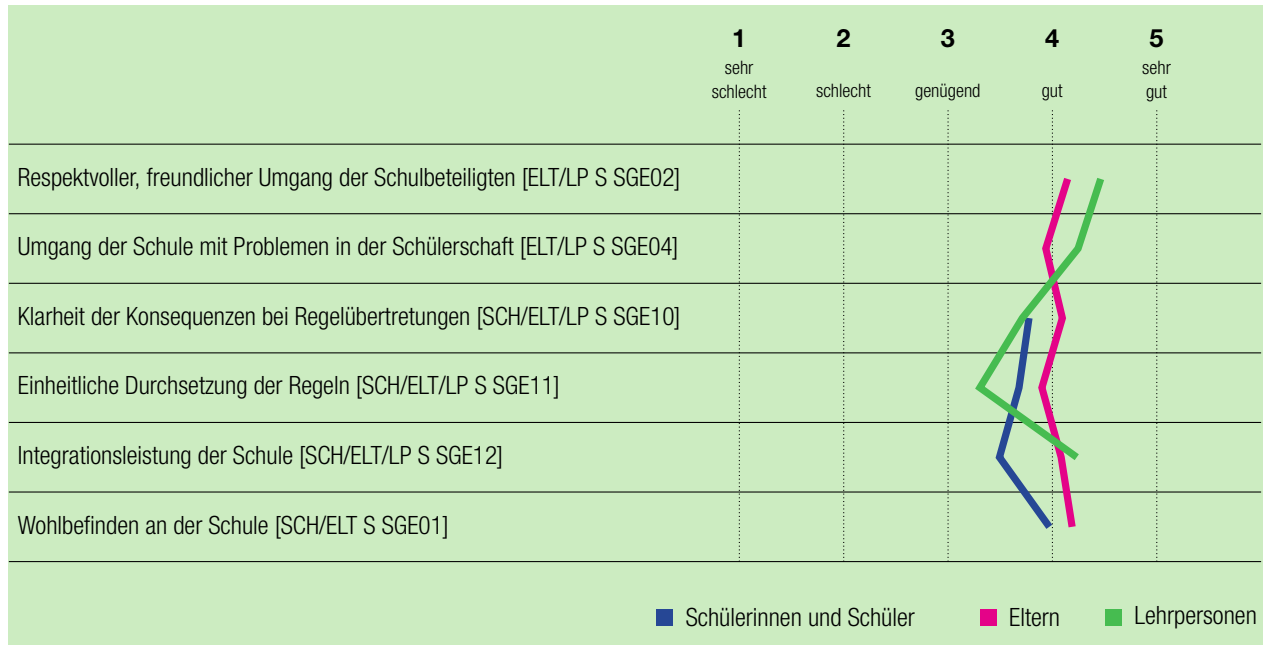 1 2 3 4 5
sehr schlecht schlecht genügend gut sehr gut
Respektvoller, freundlicher Umgang der Schulbeteiligten [ELT/LP S SGE02]
Umgang der Schule mit Problemen in der Schülerschaft [ELT/LP S SGE04]
Klarheit der Konsequenzen bei Regelübertretungen [SCH/ELT/LP S SGE10]
Einheitliche Durchsetzung der Regeln [SCH/ELT/LP S SGE11]
Integrationsleistung der Schule [SCH/ELT/LP S SGE12]
Wohlbefinden an der Schule [SCH/ELT S SGE01]
Schülerinnen und Schüler Eltern Lehrpersonen